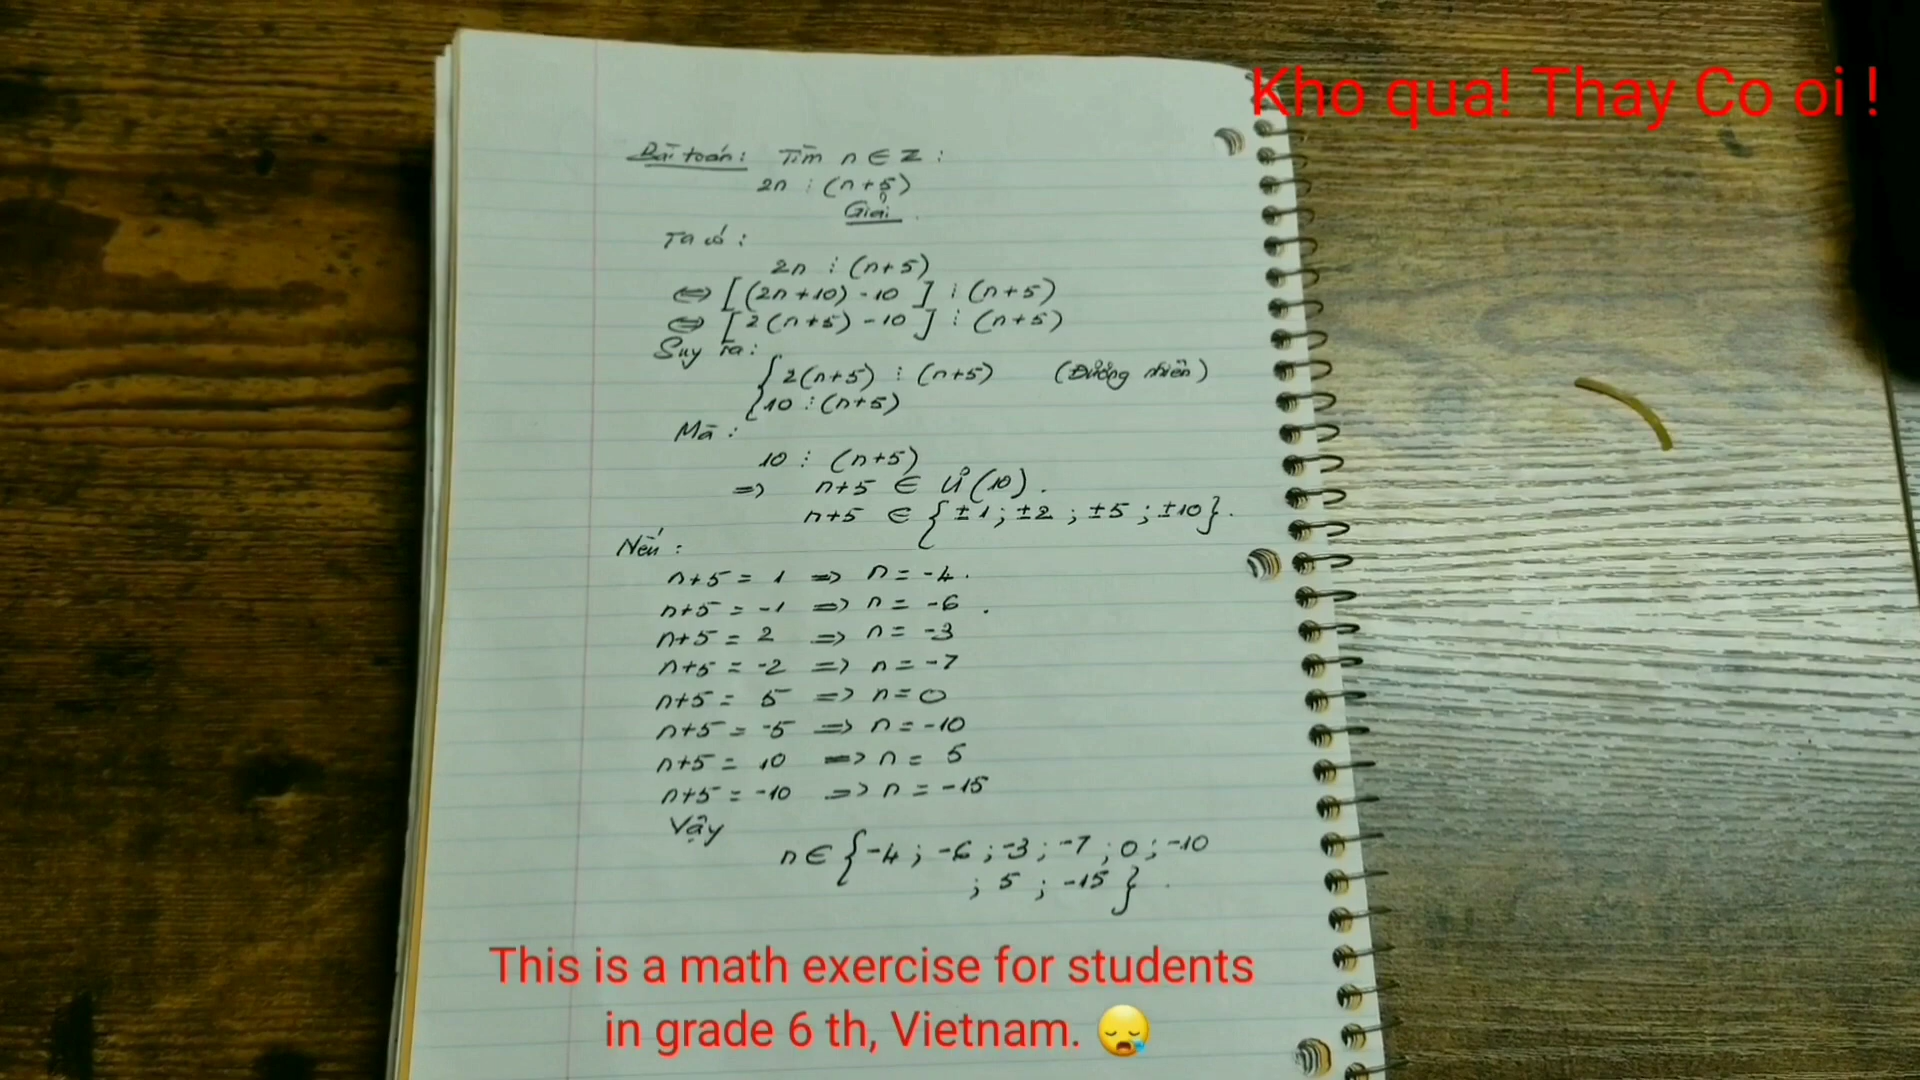 Kho qua! Thay Co oi !
Bài toán: Tìm n ∈ Z :
2n ⋮ (n+5)
Giải
Ta có :
2n ⋮ (n+5)
⇔ [(2n+10) -10 ] ⋮ (n+5)
⇔ [2(n+5) -10 ] ⋮ (n+5)
Suy ra :
{ 2(n+5) ⋮ (n+5) (Đương nhiên)
{ 10 ⋮ (n+5)
Mà :
10 ⋮ (n+5)
=> n+5 ∈ Ư(10).
n+5 ∈ {±1 ; ±2 ; ±5 ; ±10}.
Nếu :
n+5 = 1 => n = -4.
n+5 = -1 => n = -6 .
n+5 = 2 => n = -3
n+5 = -2 => n = -7
n+5 = 5 => n = 0
n+5 = -5 => n = -10
n+5 = 10 => n = 5
n+5 = -10 => n = -15
Vậy
n ∈ {-4 ; -6 ; -3 ; -7 ; 0 ; -10
; 5 ; -15 } .
This is a math exercise for students
in grade 6 th, Vietnam. 😪